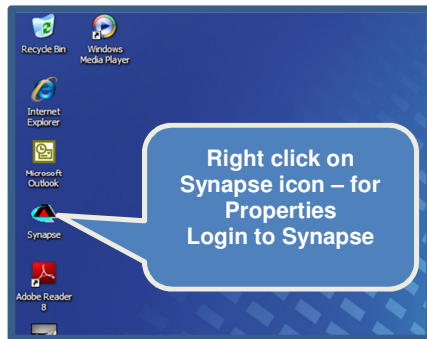 Recycle Bin
Windows
Media Player
Internet
Explorer
Microsoft
Outlook
Synapse
Adobe Reader
8
Right click on
Synapse icon – for
Properties
Login to Synapse